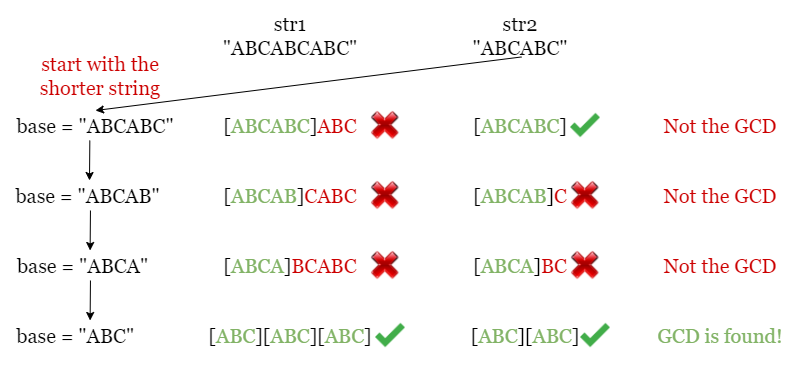 str1 str2
"ABCABCABC" "ABCABC"
start with the
shorter string
base = "ABCABC" [ABCABC]ABC [ABCABC] Not the GCD
base = "ABCAB" [ABCAB]CABC [ABCAB]C Not the GCD
base = "ABCA" [ABCA]BCABC [ABCA]BC Not the GCD
base = "ABC" [ABC][ABC][ABC] [ABC][ABC] GCD is found!